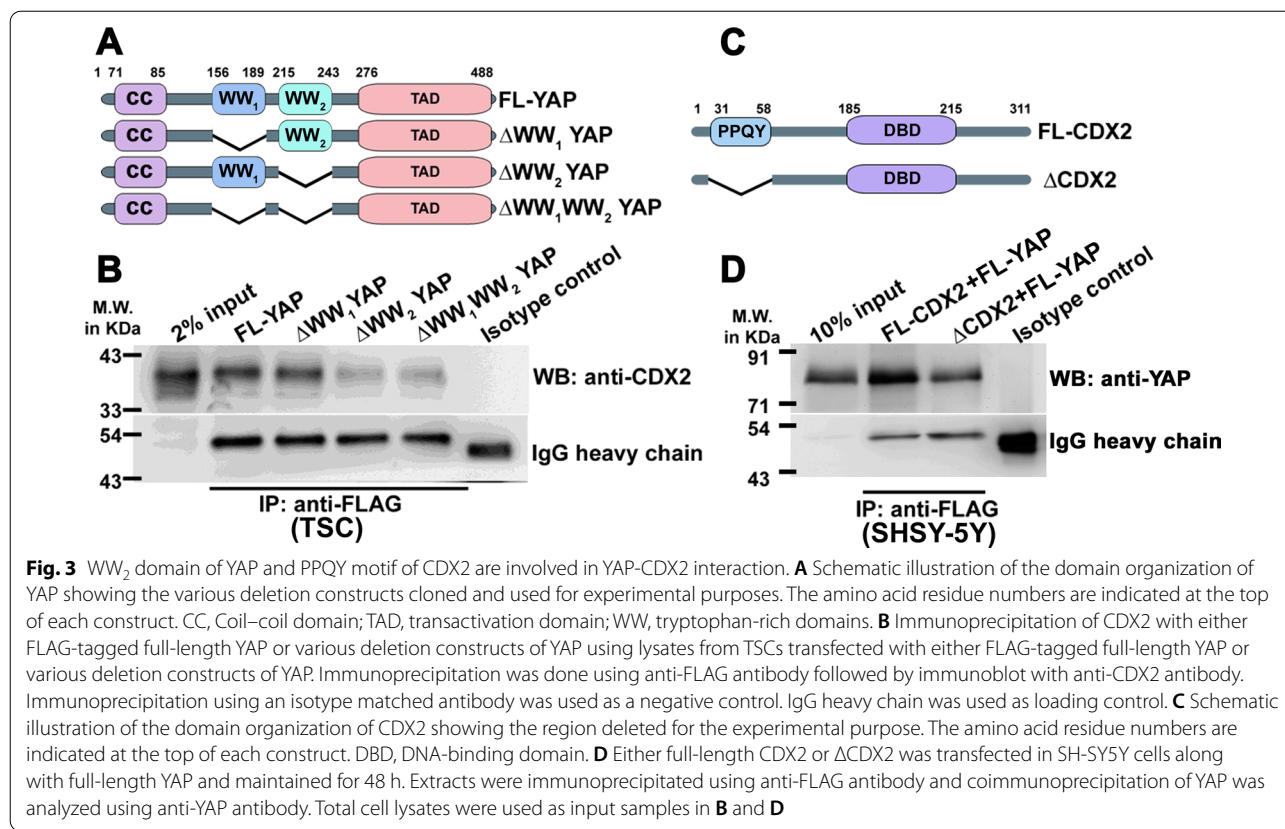 A
1 71 85 156 189 215 243 276 488
CC WW₁ WW₂ TAD FL-YAP
CC WW₂ TAD ΔWW₁ YAP
CC WW₁ TAD ΔWW₂ YAP
CC TAD ΔWW₁WW₂ YAP
B
M.W.
in KDa
2% input
FL-YAP
ΔWW₁YAP
ΔWW₂ YAP
ΔWW₁WW₂ YAP
Isotype control
43
33
WB: anti-CDX2
54
43
IgG heavy chain
IP: anti-FLAG
(TSC)
C
1 31 58 185 215 311
PPQY DBD FL-CDX2
DBD ΔCDX2
D
M.W.
in KDa
10% input
FL-CDX2+FL-YAP
ΔCDX2+FL-YAP
Isotype control
91
71
WB: anti-YAP
54
43
IgG heavy chain
IP: anti-FLAG
(SHSY-5Y)
Fig. 3 WW₂ domain of YAP and PPQY motif of CDX2 are involved in YAP-CDX2 interaction. A Schematic illustration of the domain organization of
YAP showing the various deletion constructs cloned and used for experimental purposes. The amino acid residue numbers are indicated at the top
of each construct. CC, Coil–coil domain; TAD, transactivation domain; WW, tryptophan-rich domains. B Immunoprecipitation of CDX2 with either
FLAG-tagged full-length YAP or various deletion constructs of YAP using lysates from TSCs transfected with either FLAG-tagged full-length YAP or
various deletion constructs of YAP. Immunoprecipitation was done using anti-FLAG antibody followed by immunoblot with anti-CDX2 antibody.
Immunoprecipitation using an isotype matched antibody was used as a negative control. IgG heavy chain was used as loading control. C Schematic
illustration of the domain organization of CDX2 showing the region deleted for the experimental purpose. The amino acid residue numbers are
indicated at the top of each construct. DBD, DNA-binding domain. D Either full-length CDX2 or ΔCDX2 was transfected in SH-SY5Y cells along
with full-length YAP and maintained for 48 h. Extracts were immunoprecipitated using anti-FLAG antibody and coimmunoprecipitation of YAP was
analyzed using anti-YAP antibody. Total cell lysates were used as input samples in B and D